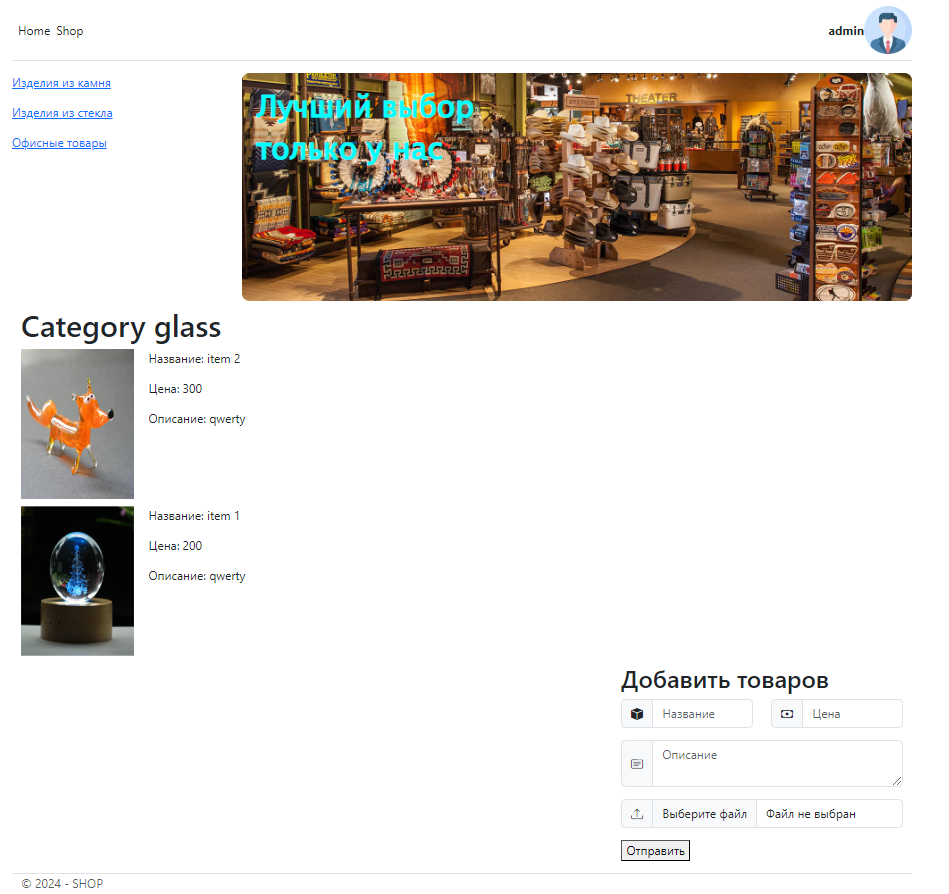 Home Shop
admin
Изделия из камня
Изделия из стекла
Офисные товары
THEATER
Лучший выбор
только у нас
Category glass
Название: item 2
Цена: 300
Описание: qwerty
Название: item 1
Цена: 200
Описание: qwerty
Добавить товаров
Название
Цена
Описание
Выберите файл Файл не выбран
Отправить
© 2024 - SHOP